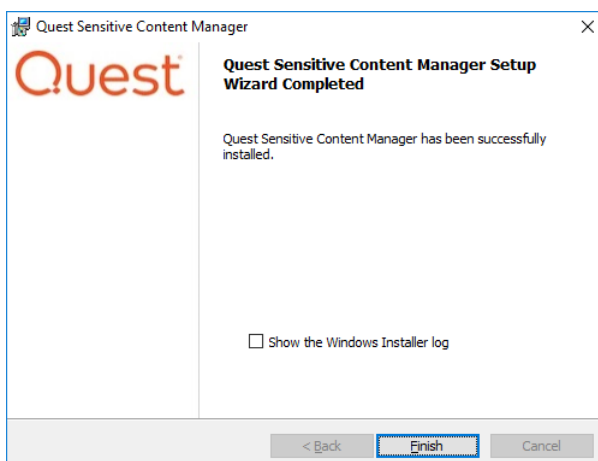 Quest Sensitive Content Manager
Quest
Quest Sensitive Content Manager Setup
Wizard Completed
Quest Sensitive Content Manager has been successfully
installed.
Show the Windows Installer log
< Back
Finish
Cancel